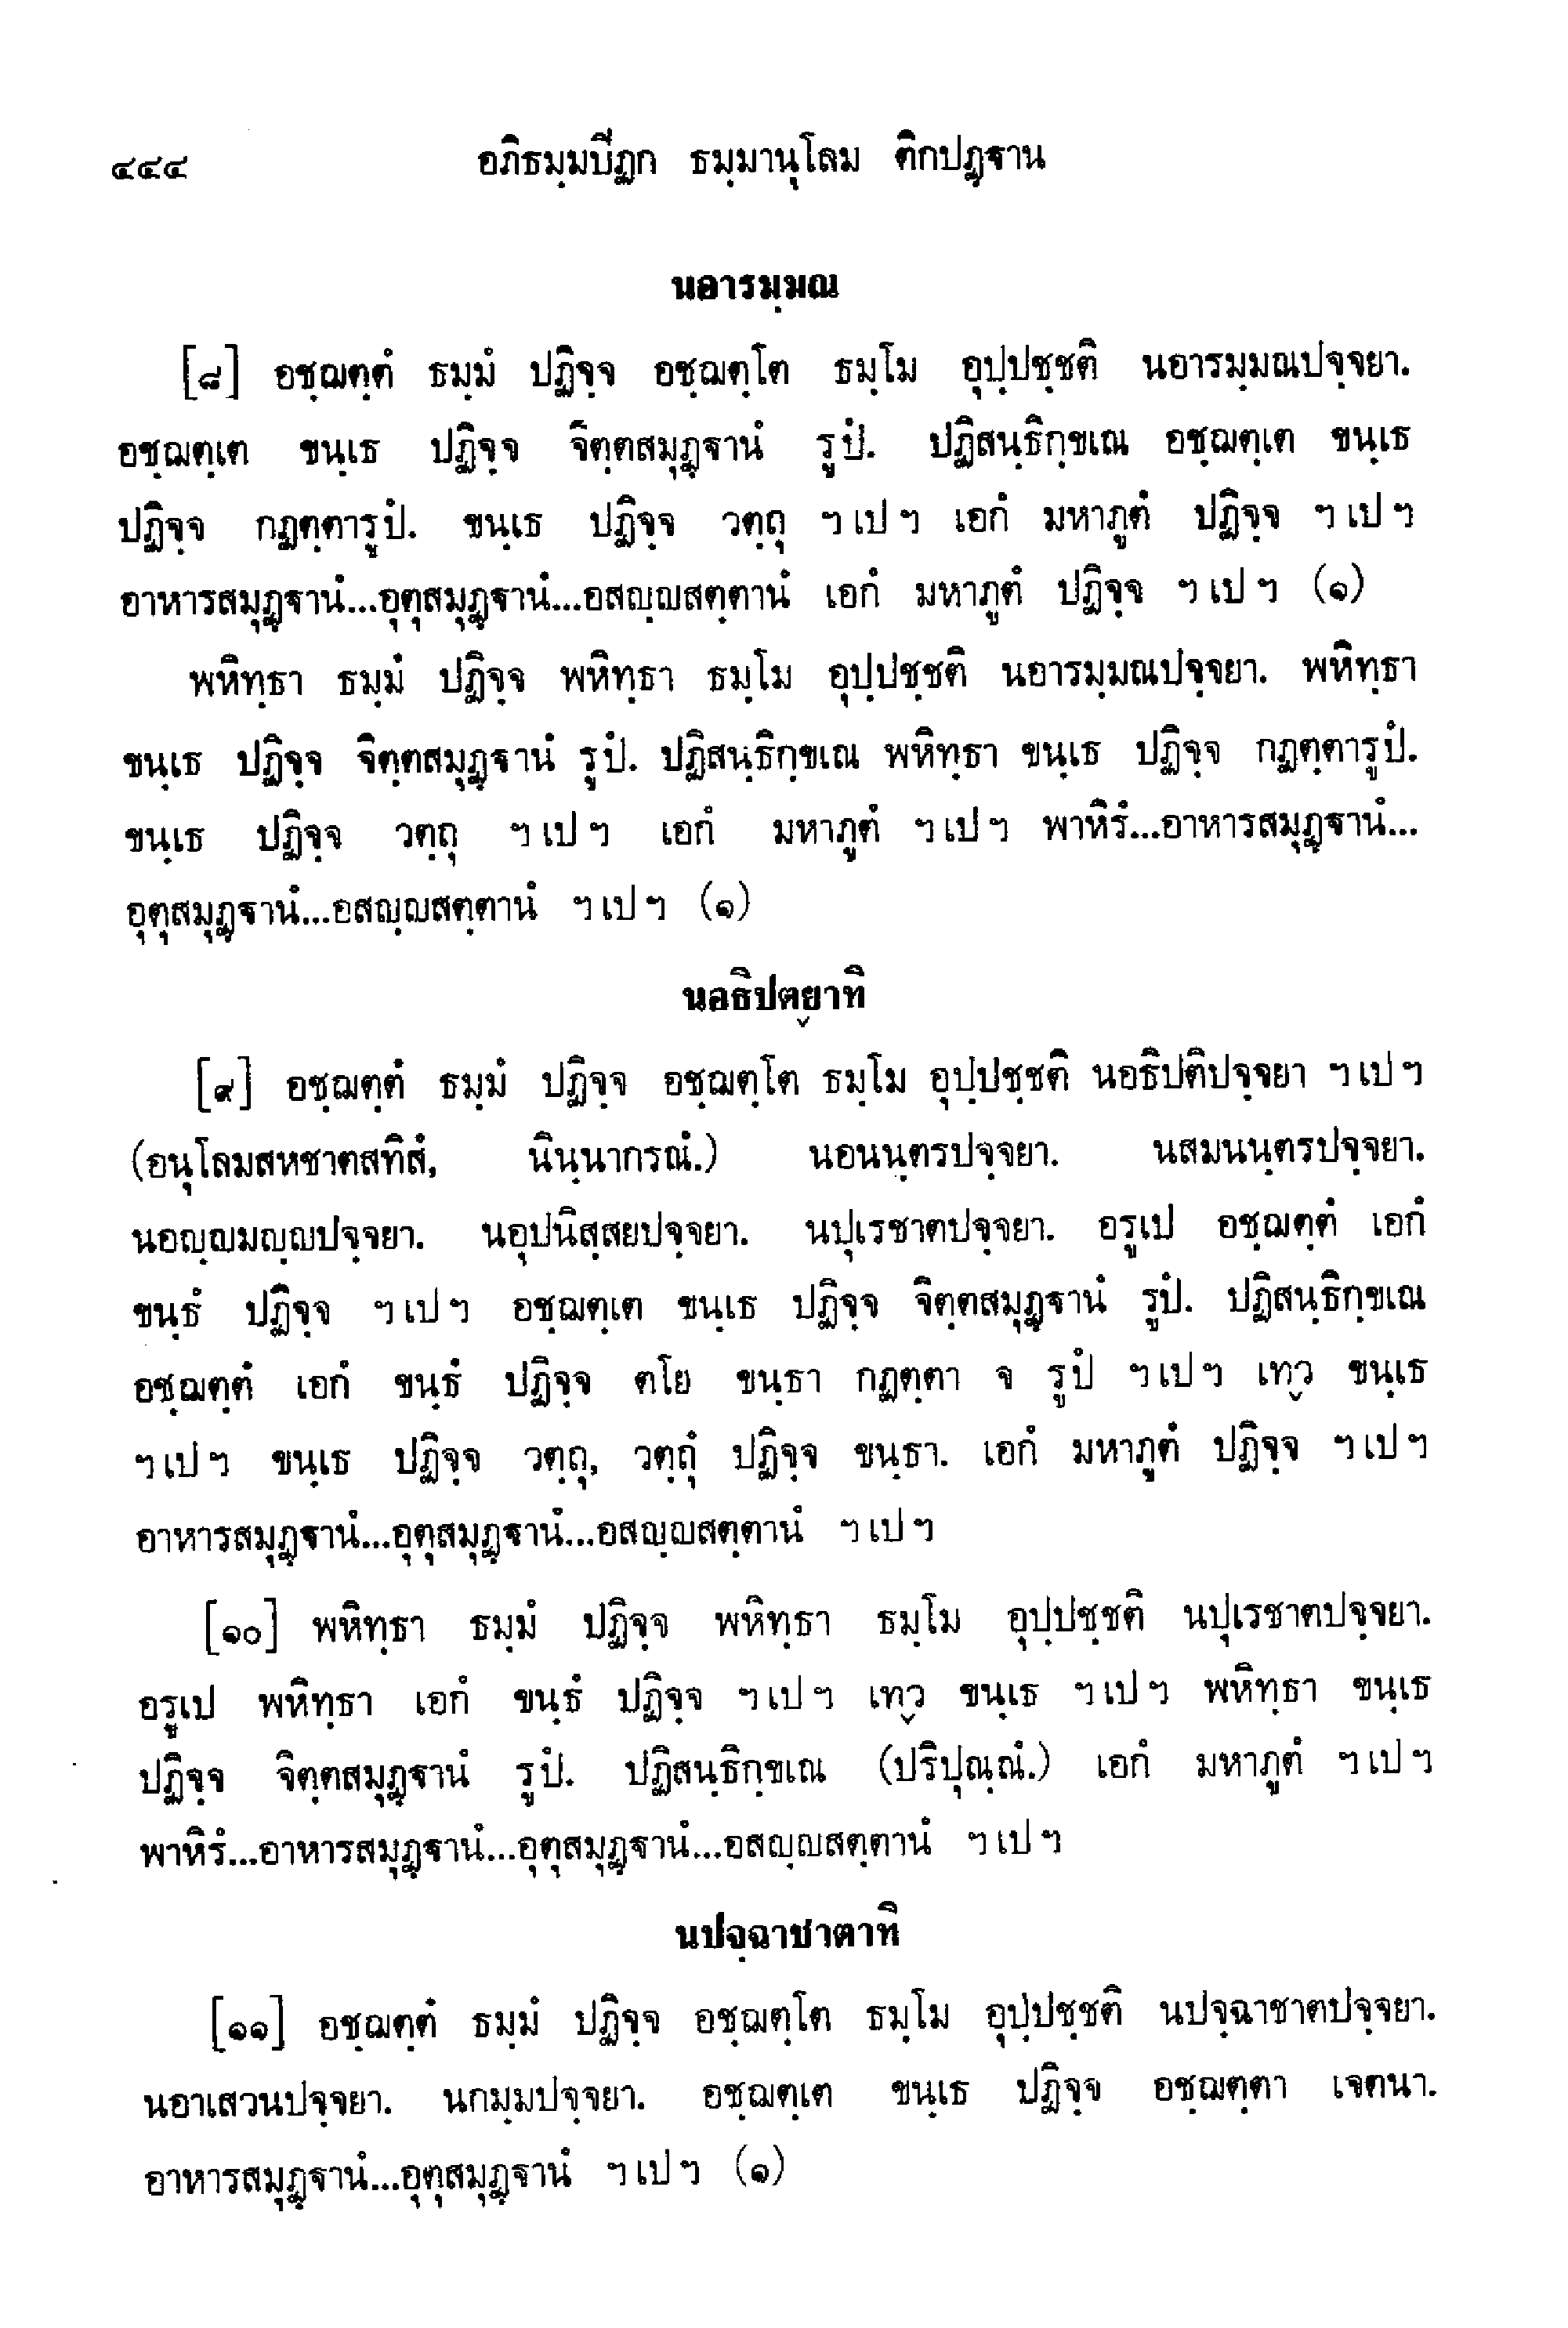 ๔๔๔ อภิธมฺมปีฏก ธมฺมานุโลม ติกปฏฺฐาน
นอารมฺมณ
[๘] อชฺฌตฺตํ ธมฺมํ ปฏิจฺจ อชฺฌตฺโต ธมฺโม อุปฺปชฺชติ นอารมฺมณปจฺจยา.
อชฺฌตฺเต ขนฺเธ ปฏิจฺจ จิตฺตสมุฏฺฐานํ รูปํ. ปฏิสนฺธิกฺขเณ อชฺฌตฺเต ขนฺเธ
ปฏิจฺจ กฏตฺตารูปํ. ขนฺเธ ปฏิจฺจ วตฺถุ ฯ เป ฯ เอกํ มหาภูตํ ปฏิจฺจ ฯ เป ฯ
อาหารสมุฏฺฐานํ...อุตุสมุฏฺฐานํ...อสญฺญสตฺตานํ เอกํ มหาภูตํ ปฏิจฺจ ฯ เป ฯ (๑)
พหิทฺธา ธมฺมํ ปฏิจฺจ พหิทฺธา ธมฺโม อุปฺปชฺชติ นอารมฺมณปจฺจยา. พหิทฺธา
ขนฺเธ ปฏิจฺจ จิตฺตสมุฏฺฐานํ รูปํ. ปฏิสนฺธิกฺขเณ พหิทฺธา ขนฺเธ ปฏิจฺจ กฏตฺตารูปํ.
ขนฺเธ ปฏิจฺจ วตฺถุ ฯ เป ฯ เอกํ มหาภูตํ ฯ เป ฯ พาหิรํ...อาหารสมุฏฺฐานํ...
อุตุสมุฏฺฐานํ...อสญฺญสตฺตานํ ฯ เป ฯ (๑)
นอธิปตฺยาทิ
[๙] อชฺฌตฺตํ ธมฺมํ ปฏิจฺจ อชฺฌตฺโต ธมฺโม อุปฺปชฺชติ นอธิปติปจฺจยา ฯ เป ฯ
(อนุโลมสหชาตสทิสํ, นินฺนากรณํ.) นอนนฺตรปจฺจยา. นสมนนฺตรปจฺจยา.
นอญฺญมญฺญปจฺจยา. นอุปนิสฺสยปจฺจยา. นปุเรชาตปจฺจยา. อรูเป อชฺฌตฺตํ เอกํ
ขนฺธํ ปฏิจฺจ ฯ เป ฯ อชฺฌตฺเต ขนฺเธ ปฏิจฺจ จิตฺตสมุฏฺฐานํ รูปํ. ปฏิสนฺธิกฺขเณ
อชฺฌตฺตํ เอกํ ขนฺธํ ปฏิจฺจ ตโย ขนฺธา กฏตฺตา จ รูปํ ฯ เป ฯ เทฺว ขนฺเธ
ฯ เป ฯ ขนฺเธ ปฏิจฺจ วตฺถุ, วตฺถุํ ปฏิจฺจ ขนฺธา. เอกํ มหาภูตํ ปฏิจฺจ ฯ เป ฯ
อาหารสมุฏฺฐานํ...อุตุสมุฏฺฐานํ...อสญฺญสตฺตานํ ฯ เป ฯ
[๑๐] พหิทฺธา ธมฺมํ ปฏิจฺจ พหิทฺธา ธมฺโม อุปฺปชฺชติ นปุเรชาตปจฺจยา.
อรูเป พหิทฺธา เอกํ ขนฺธํ ปฏิจฺจ ฯ เป ฯ เทฺว ขนฺเธ ฯ เป ฯ พหิทฺธา ขนฺเธ
ปฏิจฺจ จิตฺตสมุฏฺฐานํ รูปํ. ปฏิสนฺธิกฺขเณ (ปริปุณฺณํ.) เอกํ มหาภูตํ ฯ เป ฯ
พาหิรํ...อาหารสมุฏฺฐานํ...อุตุสมุฏฺฐานํ...อสญฺญสตฺตานํ ฯ เป ฯ
นปจฺฉาชาตาทิ
[๑๑] อชฺฌตฺตํ ธมฺมํ ปฏิจฺจ อชฺฌตฺโต ธมฺโม อุปฺปชฺชติ นปจฺฉาชาตปจฺจยา.
นอาเสวนปจฺจยา. นกมฺมปจฺจยา. อชฺฌตฺเต ขนฺเธ ปฏิจฺจ อชฺฌตฺตา เจตนา.
อาหารสมุฏฺฐานํ...อุตุสมุฏฺฐานํ ฯ เป ฯ (๑)